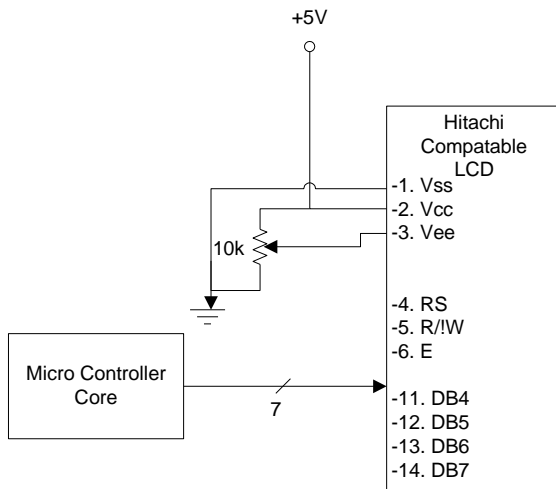 +5V
Hitachi
Compatable
LCD
-1. Vss
-2. Vcc
-3. Vee
10k
-4. RS
-5. R/!W
-6. E
Micro Controller
Core
7
-11. DB4
-12. DB5
-13. DB6
-14. DB7